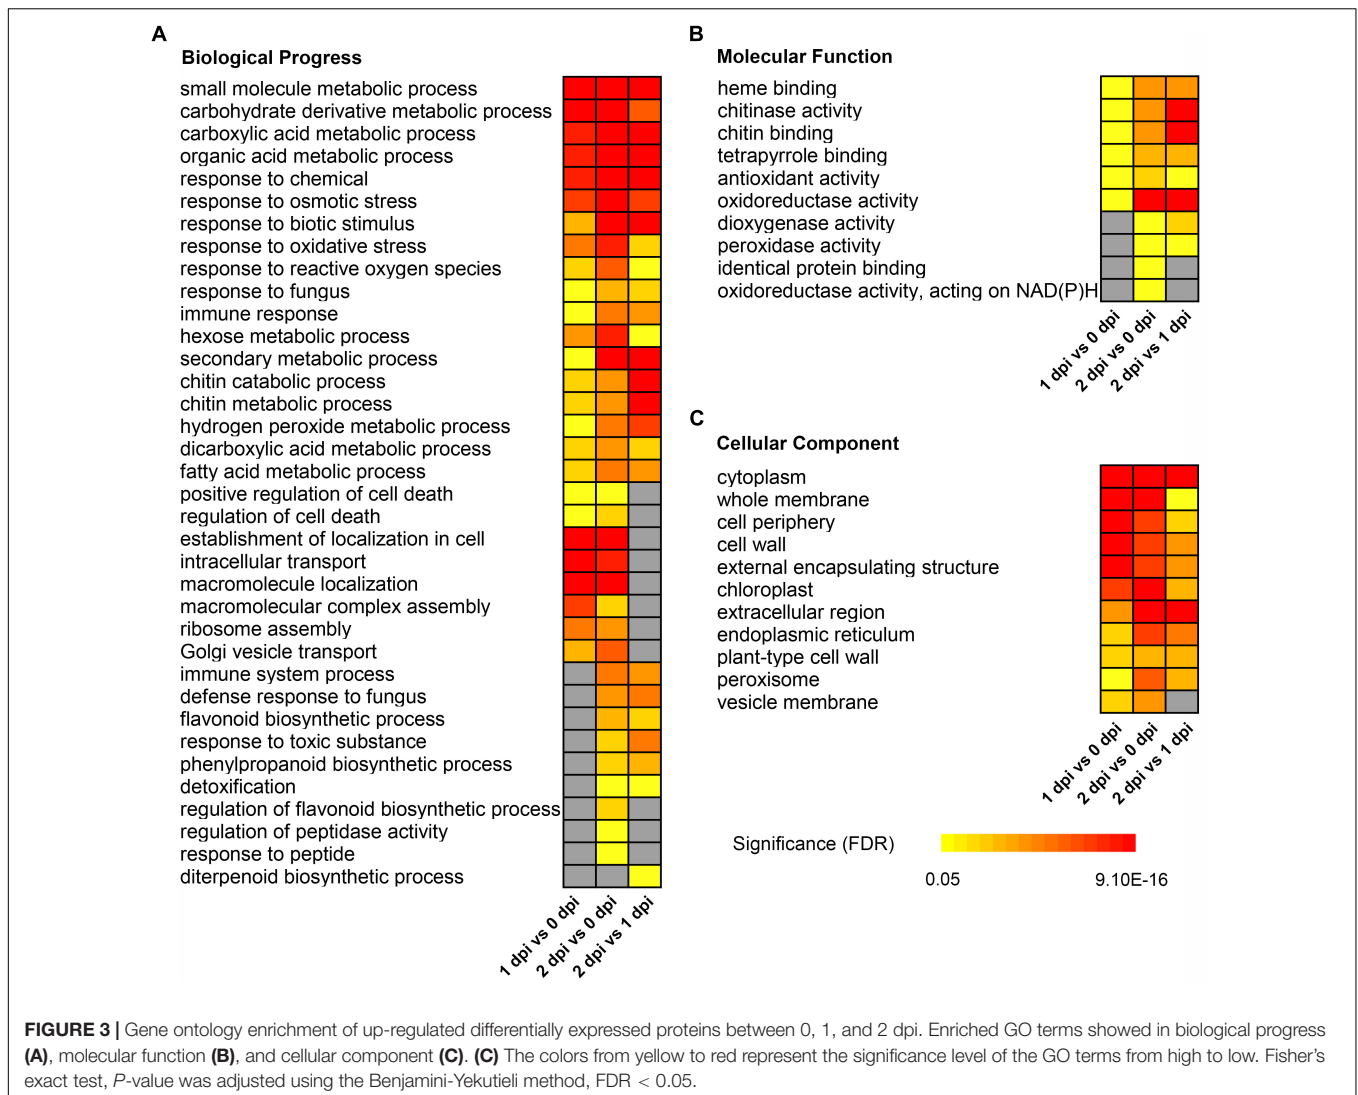 A
Biological Progress
small molecule metabolic process
carbohydrate derivative metabolic process
carboxylic acid metabolic process
organic acid metabolic process
response to chemical
response to osmotic stress
response to biotic stimulus
response to oxidative stress
response to reactive oxygen species
response to fungus
immune response
hexose metabolic process
secondary metabolic process
chitin catabolic process
chitin metabolic process
hydrogen peroxide metabolic process
dicarboxylic acid metabolic process
fatty acid metabolic process
positive regulation of cell death
regulation of cell death
establishment of localization in cell
intracellular transport
macromolecule localization
macromolecular complex assembly
ribosome assembly
Golgi vesicle transport
immune system process
defense response to fungus
flavonoid biosynthetic process
response to toxic substance
phenylpropanoid biosynthetic process
detoxification
regulation of flavonoid biosynthetic process
regulation of peptidase activity
response to peptide
diterpenoid biosynthetic process
1 dpi vs 0 dpi
2 dpi vs 0 dpi
2 dpi vs 1 dpi
B
Molecular Function
heme binding
chitinase activity
chitin binding
tetrapyrrole binding
antioxidant activity
oxidoreductase activity
dioxygenase activity
peroxidase activity
identical protein binding
oxidoreductase activity, acting on NAD(P)H
1 dpi vs 0 dpi
2 dpi vs 0 dpi
2 dpi vs 1 dpi
C
Cellular Component
cytoplasm
whole membrane
cell periphery
cell wall
external encapsulating structure
chloroplast
extracellular region
endoplasmic reticulum
plant-type cell wall
peroxisome
vesicle membrane
1 dpi vs 0 dpi
2 dpi vs 0 dpi
2 dpi vs 1 dpi
Significance (FDR)
0.05 9.10E-16
FIGURE 3 | Gene ontology enrichment of up-regulated differentially expressed proteins between 0, 1, and 2 dpi. Enriched GO terms showed in biological progress
(A), molecular function (B), and cellular component (C). (C) The colors from yellow to red represent the significance level of the GO terms from high to low. Fisher's
exact test, P-value was adjusted using the Benjamini-Yekutieli method, FDR < 0.05.